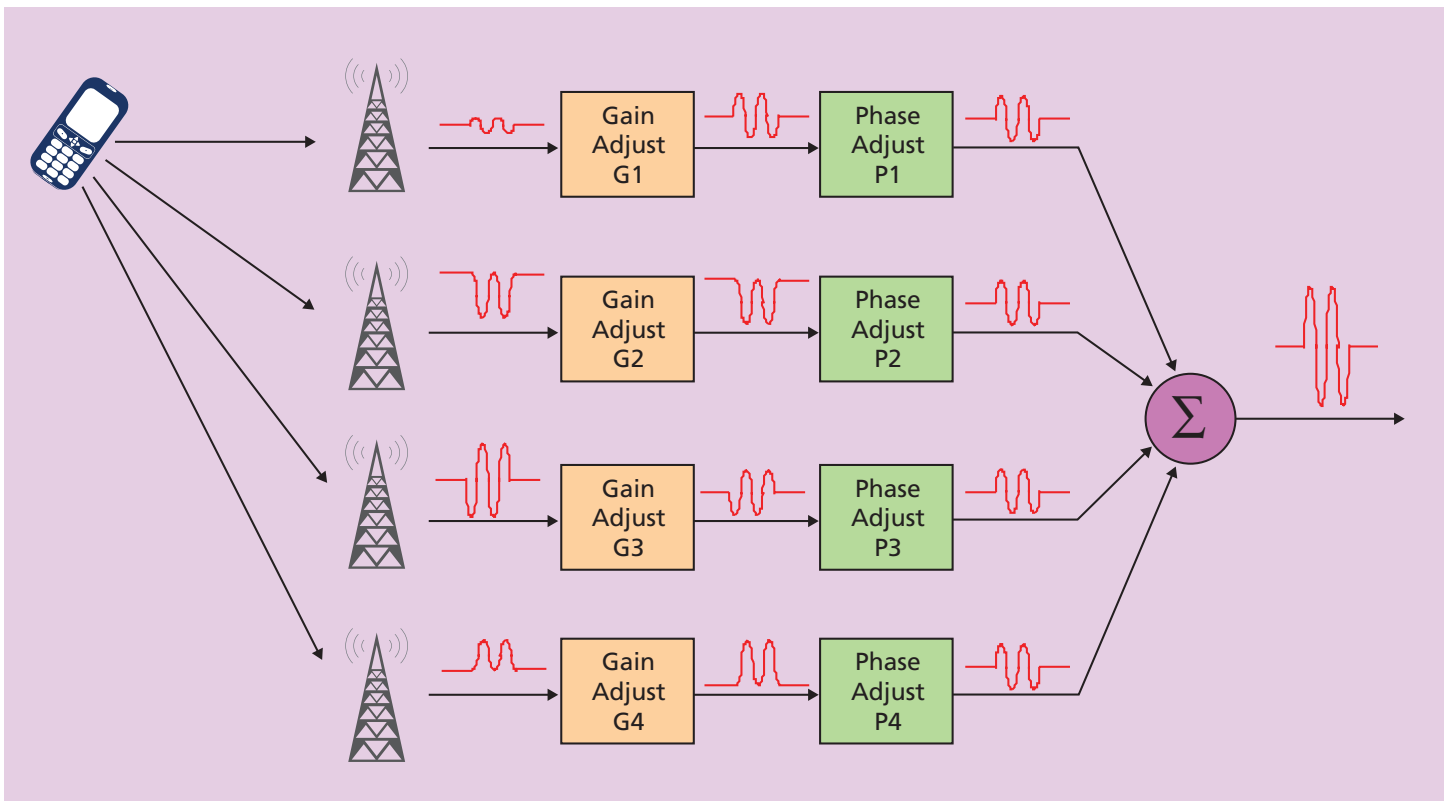 Gain
Adjust
G1
Phase
Adjust
P1
Gain
Adjust
G2
Phase
Adjust
P2
Σ
Gain
Adjust
G3
Phase
Adjust
P3
Gain
Adjust
G4
Phase
Adjust
P4